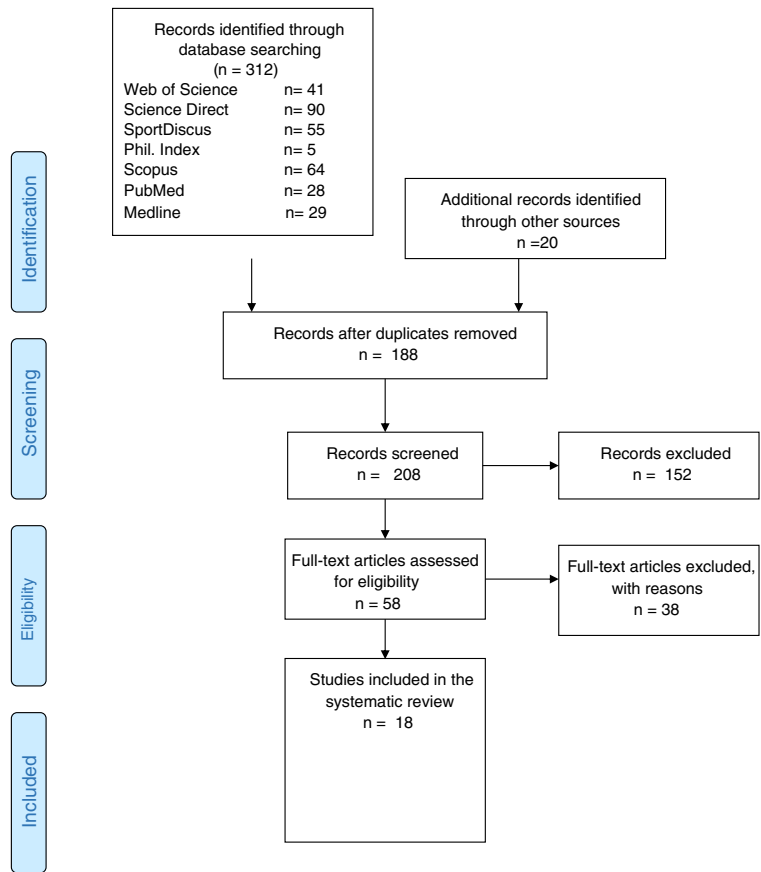 Records identified through
database searching
(n = 312)
Web of Science n= 41
Science Direct n= 90
SportDiscus n= 55
Phil. Index n= 5
Scopus n= 64
PubMed n= 28
Medline n= 29
Additional records identified
through other sources
n =20
Identification
Records after duplicates removed
n = 188
Screening
Records screened
n = 208
Records excluded
n = 152
Eligibility
Full-text articles assessed
for eligibility
n = 58
Full-text articles excluded,
with reasons
n = 38
Included
Studies included in the
systematic review
n = 18